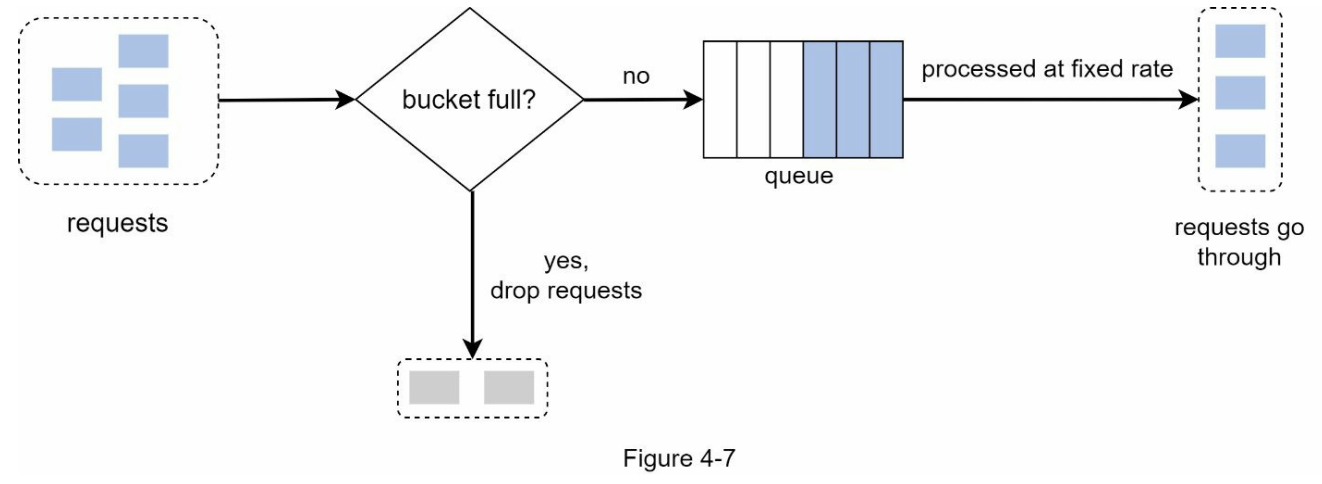 requests
bucket full?
no
yes,
drop requests
queue
processed at fixed rate
requests go
through
Figure 4-7